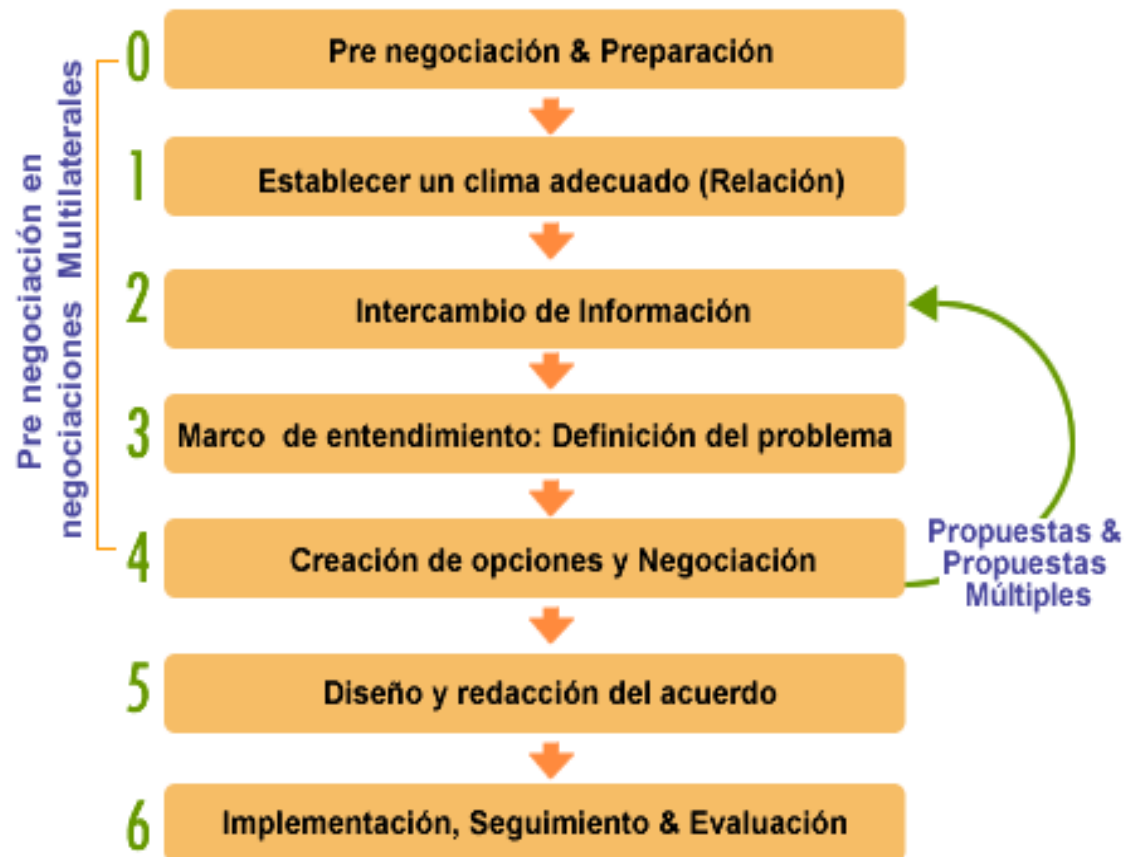 Pre negociación en
negociaciones Multilaterales
0
Pre negociación & Preparación
1
Establecer un clima adecuado (Relación)
2
Intercambio de Información
3
Marco de entendimiento: Definición del problema
4
Creación de opciones y Negociación
Propuestas &
Propuestas
Múltiples
5
Diseño y redacción del acuerdo
6
Implementación, Seguimiento & Evaluación